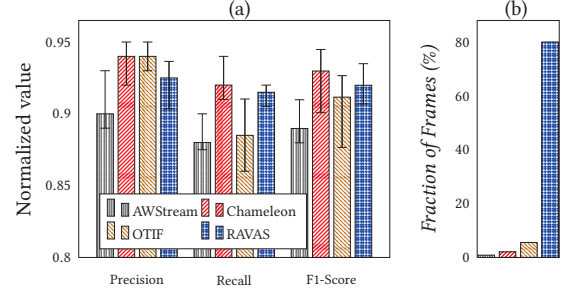 (a)
Normalized value
0.95
0.9
0.85
0.8
AWStream
Chameleon
OTIF
RAVAS
Precision
Recall
F1-Score
(b)
Fraction of Frames (%)
80
60
40
20
0